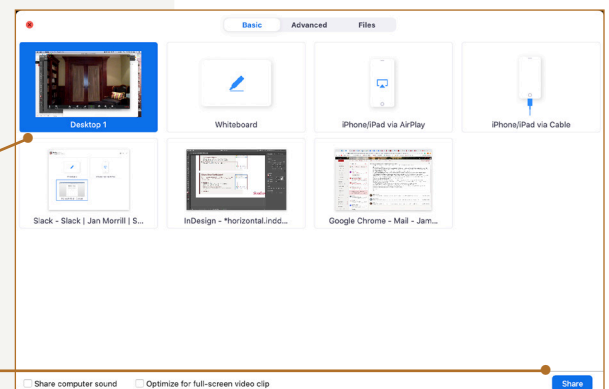 Basic Advanced Files
Desktop 1
Whiteboard
iPhone/iPad via AirPlay
iPhone/iPad via Cable
Slack - Slack | Jan Morrill | S...
InDesign - *horizontal.indd...
Google Chrome - Mail - Jam...
Share computer sound
Optimize for full-screen video clip
Share